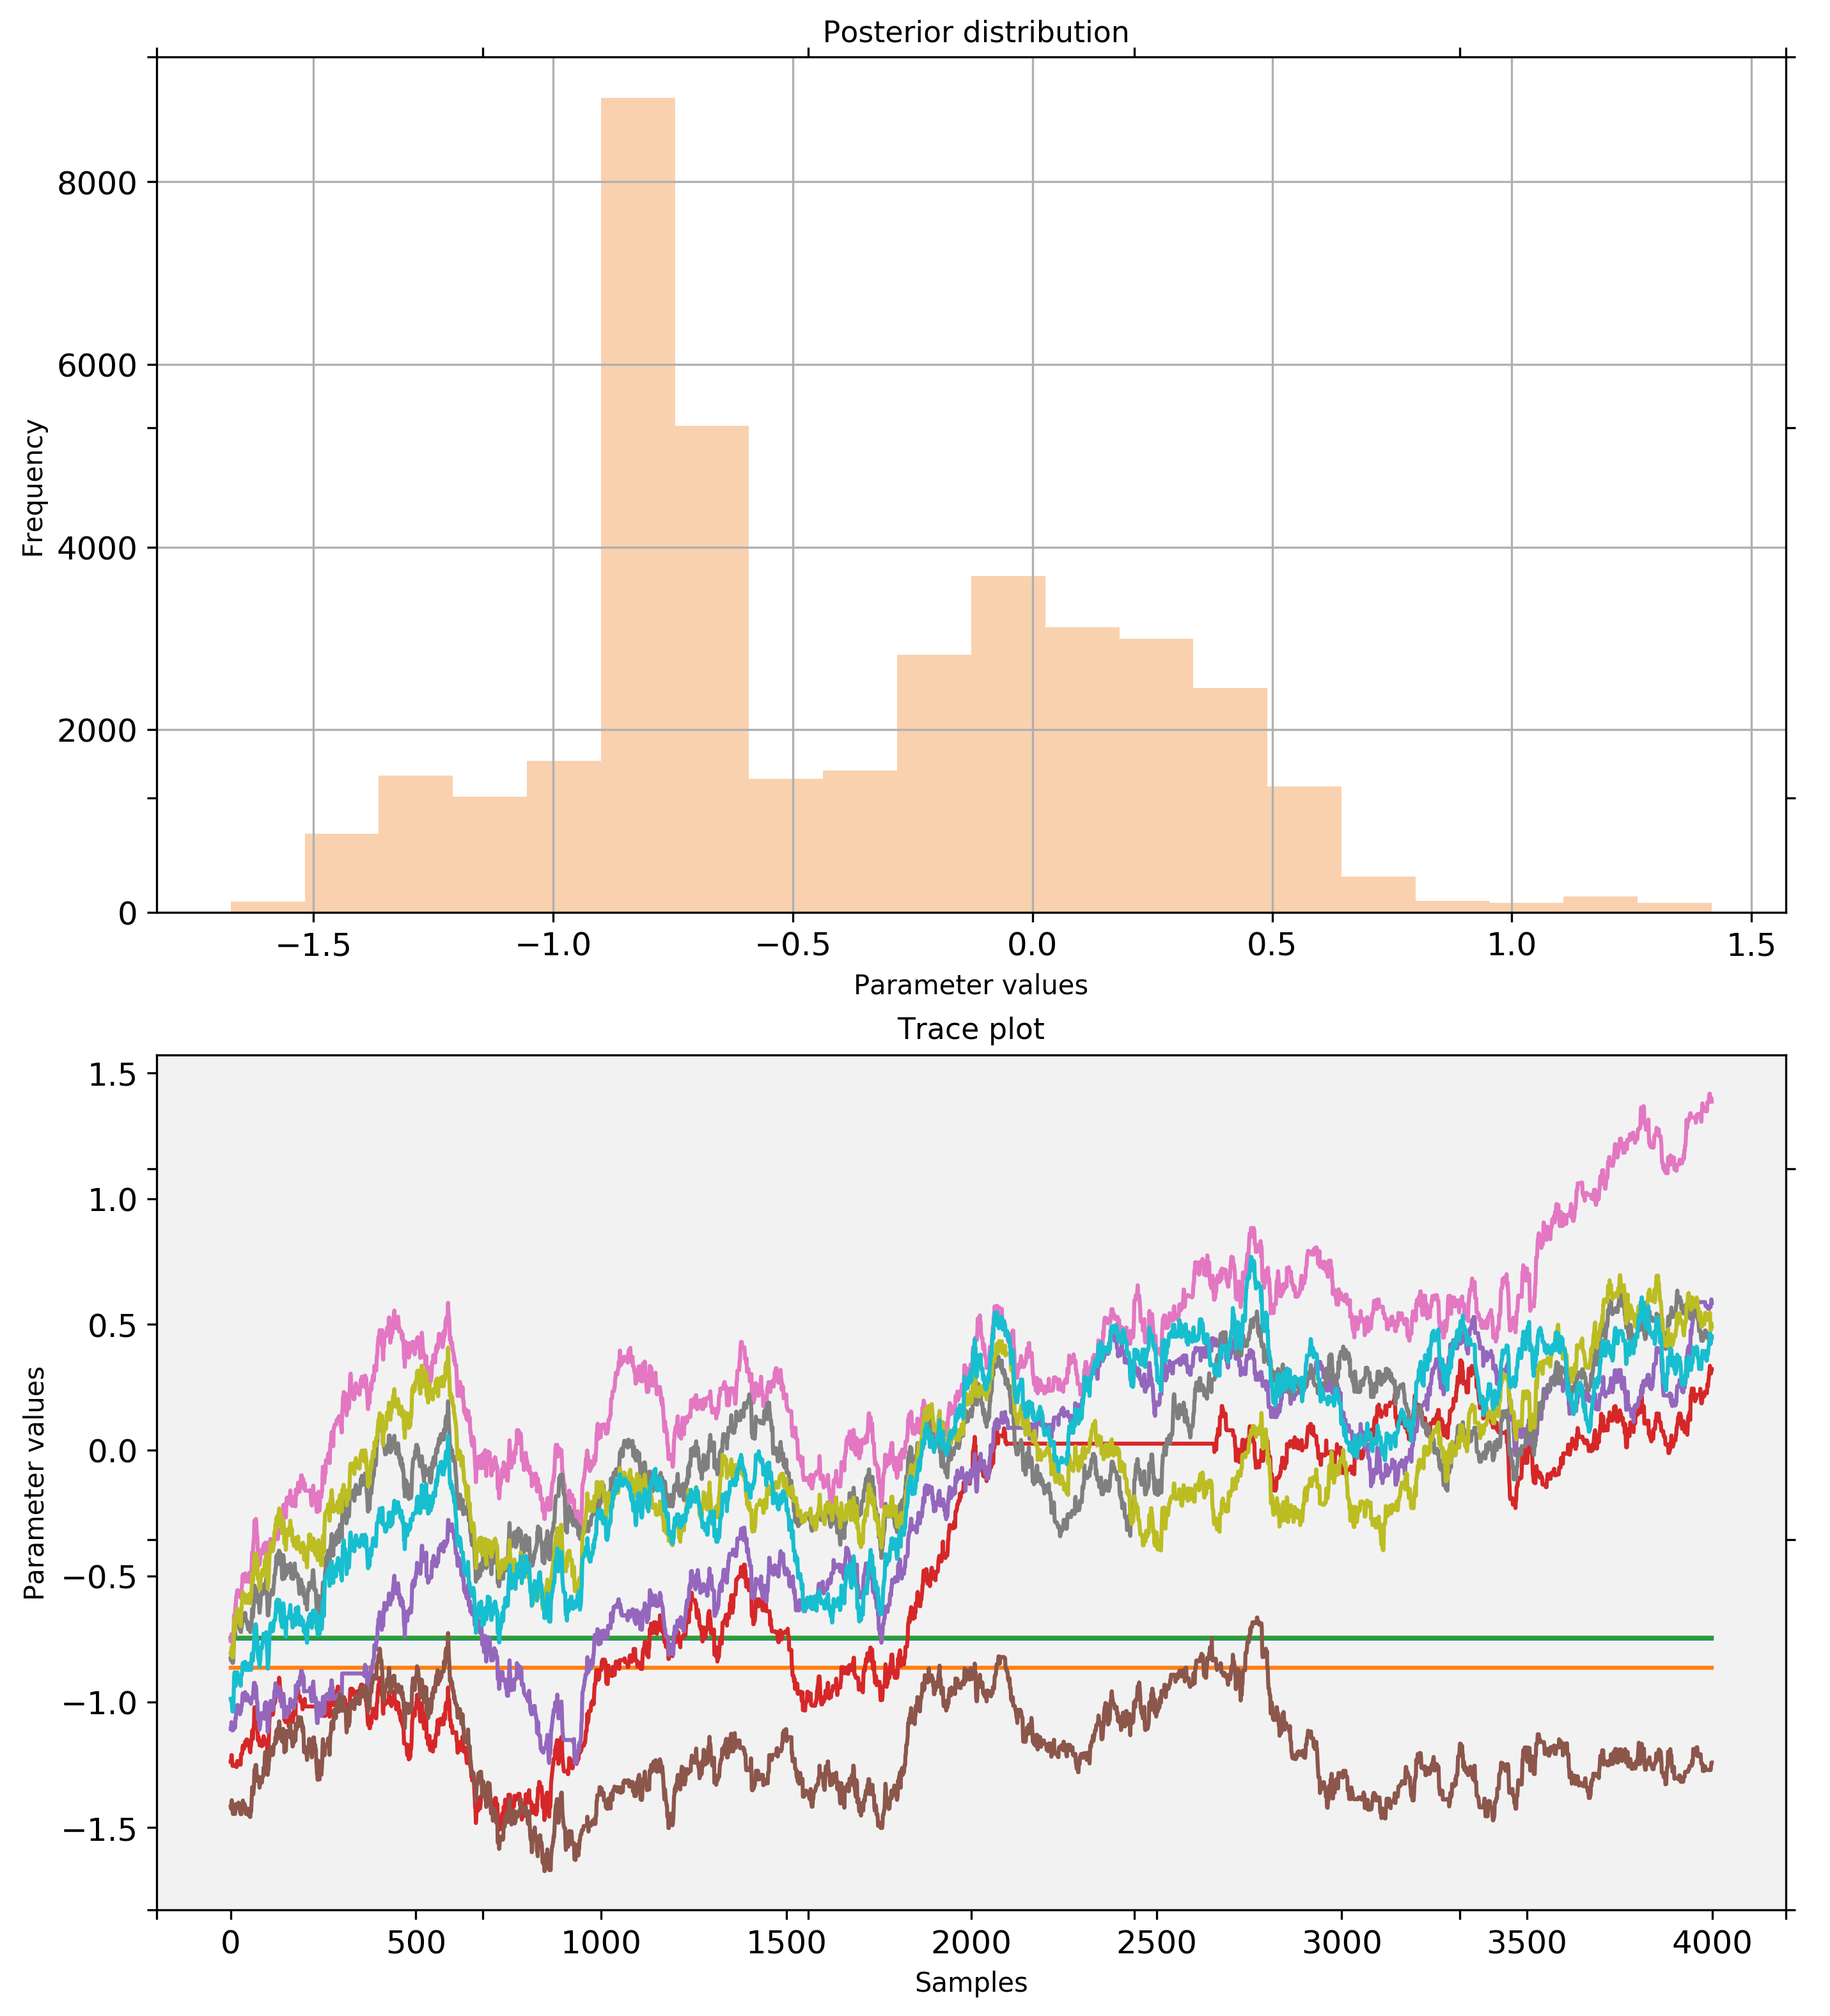 Posterior distribution
8000
6000
4000
2000
0
Frequency
−1.5 −1.0 −0.5 0.0 0.5 1.0 1.5
Parameter values
Trace plot
1.5
1.0
0.5
0.0
−0.5
−1.0
−1.5
Parameter values
0 500 1000 1500 2000 2500 3000 3500 4000
Samples